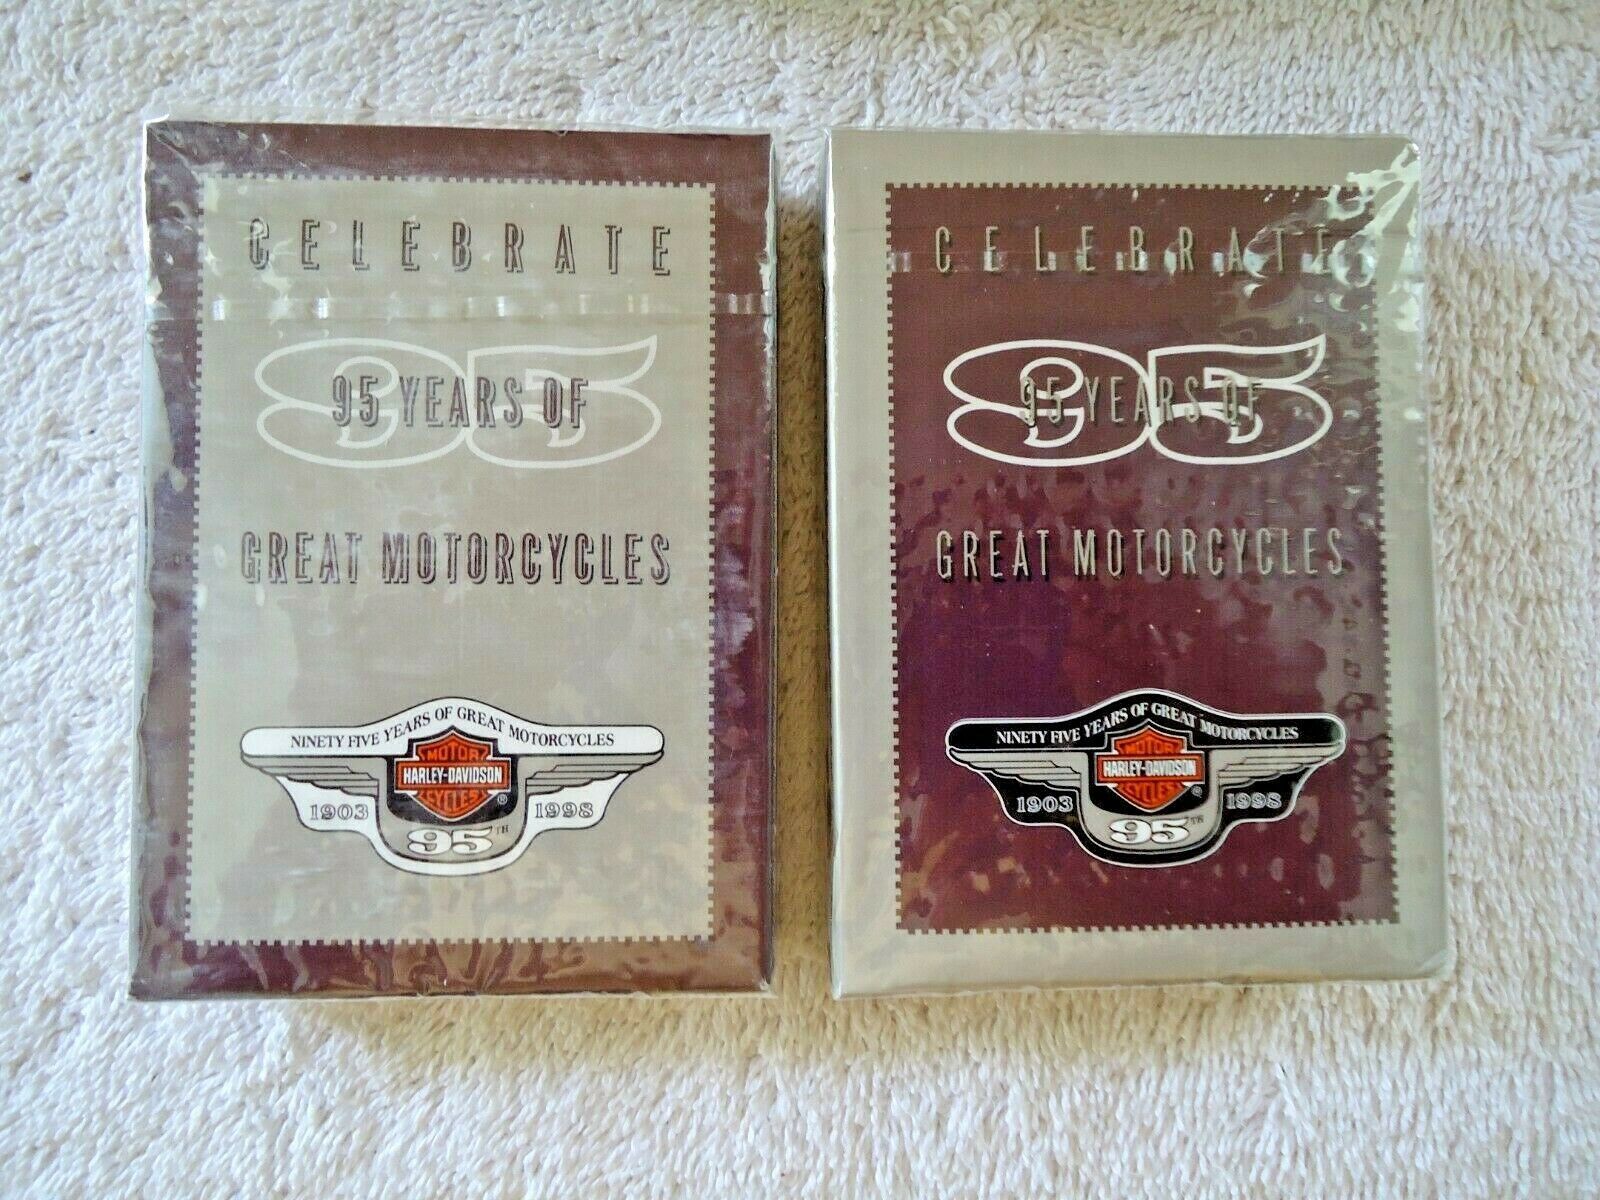 CELEBRATE
95
95 YEARS OF
GREAT MOTORCYCLES
NINETY FIVE YEARS OF GREAT MOTORCYCLES
MOTOR
HARLEY-DAVIDSON
CYCLES
®
1903 1998
95TH
CELEBRATE
95
95 YEARS OF
GREAT MOTORCYCLES
NINETY FIVE YEARS OF GREAT MOTORCYCLES
MOTOR
HARLEY-DAVIDSON
CYCLES
®
1903 1998
95TH